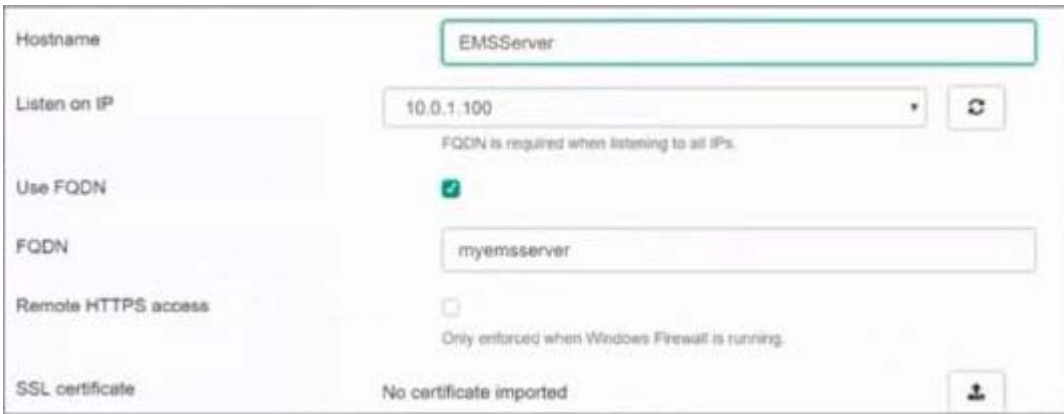 Hostname
EMSServer
Listen on IP
10.0.1.100
FQDN is required when listening to all IPs.
Use FQDN
FQDN
myemsserver
Remote HTTPS access
Only enforced when Windows Firewall is running.
SSL certificate
No certificate imported